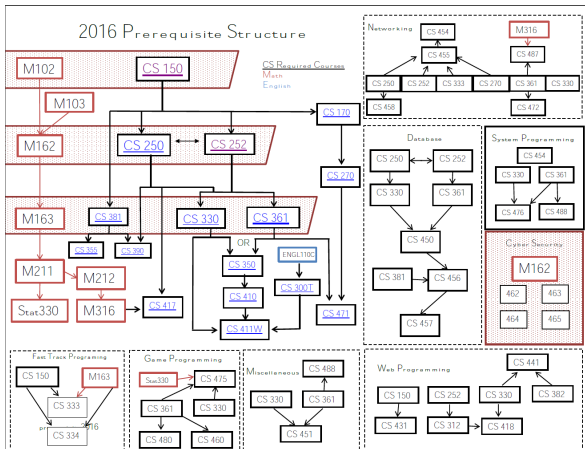 2016 Prerequisite Structure
CS Required Courses
Math
English
M102
CS 150
M103
CS 170
M162
CS 250
CS 252
CS 270
M163
CS 381
CS 330
CS 361
CS 355
CS 390
OR
M211
M212
CS 350
ENGL110C
CS 410
CS 300T
Stat330
M316
CS 417
CS 411W
CS 471
Networking
CS 454
M316
CS 455
CS 487
CS 250
CS 252
CS 333
CS 270
CS 361
CS 330
CS 458
CS 472
Database
CS 250
CS 252
CS 330
CS 361
CS 450
CS 381
CS 456
CS 457
System Programming
CS 454
CS 330
CS 361
CS 476
CS 488
Cyber Security
M162
462
463
464
465
Fast Track Programing
CS 150
M163
CS 333
2016
CS 334
Game Programming
Stat330
CS 475
CS 361
CS 330
CS 480
CS 460
Miscellaneous
CS 488
CS 330
CS 361
CS 451
Web Programming
CS 441
CS 150
CS 252
CS 330
CS 382
CS 431
CS 312
CS 418